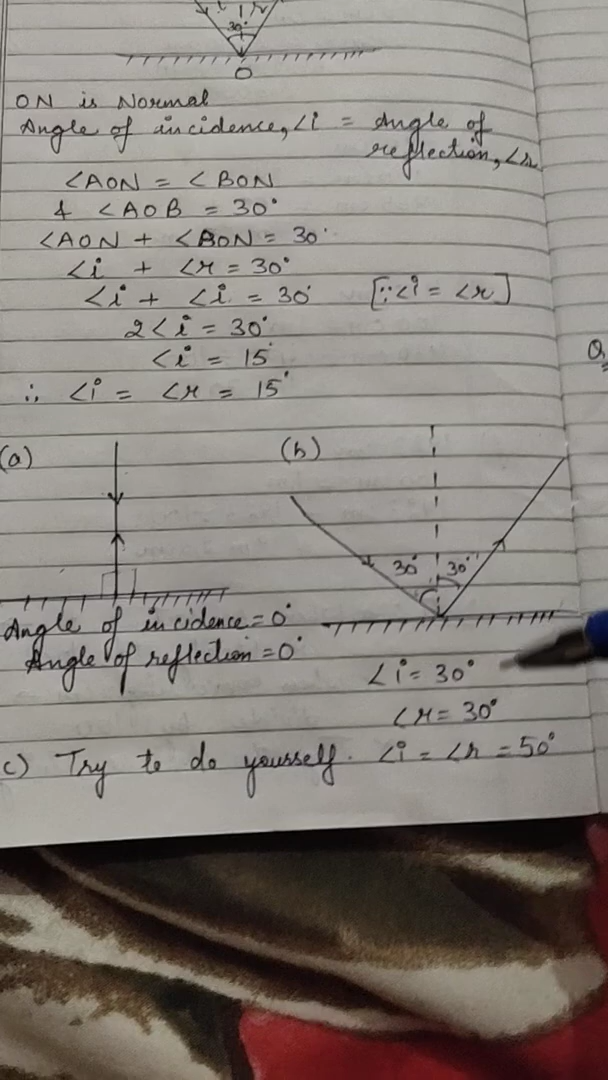 i r
30°
O
ON is Normal
Angle of incidence, ∠i = Angle of
reflection, ∠r
∠AON = ∠BON
& ∠AOB = 30°
∠AON + ∠BON = 30°
∠i + ∠r = 30°
∠i + ∠i = 30° [∵∠i = ∠r]
2∠i = 30°
∠i = 15°
∴ ∠i = ∠r = 15°
Q
(a) (b)
30° 30°
Angle of incidence = 0°
Angle of reflection = 0°
∠i = 30°
∠r = 30°
c) Try to do yourself. ∠i = ∠r = 50°